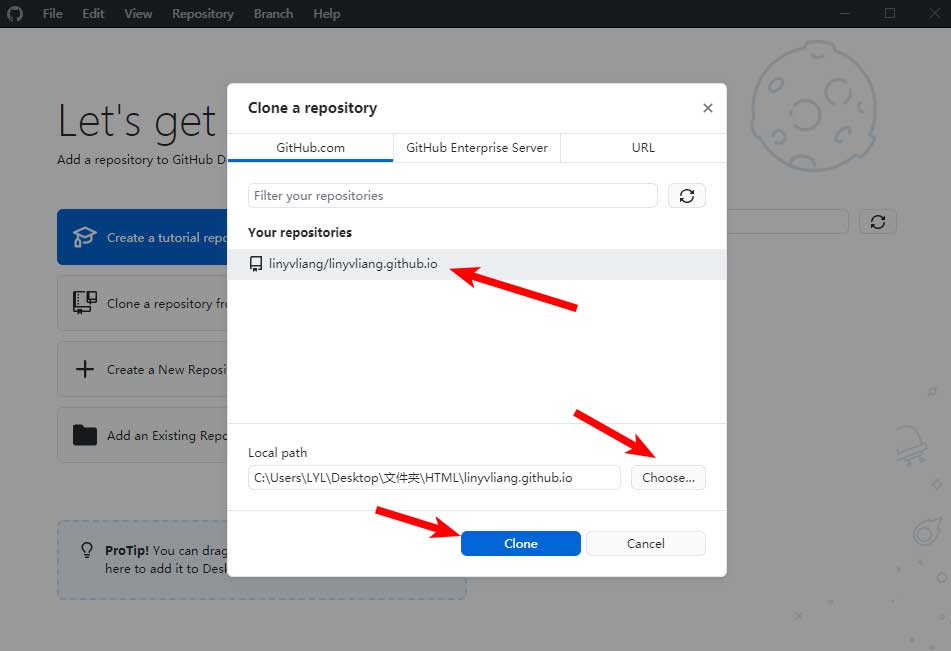 File Edit View Repository Branch Help
Let's get
Add a repository to GitHub D
Create a tutorial repo
Clone a repository fro
Create a New Reposi
Add an Existing Repo
ProTip! You can drag
here to add it to Desk
Clone a repository
GitHub.com GitHub Enterprise Server URL
Filter your repositories
Your repositories
linyvliang/linyvliang.github.io
Local path
C:\Users\LYL\Desktop\文件夹\HTML\linyvliang.github.io Choose...
Clone Cancel